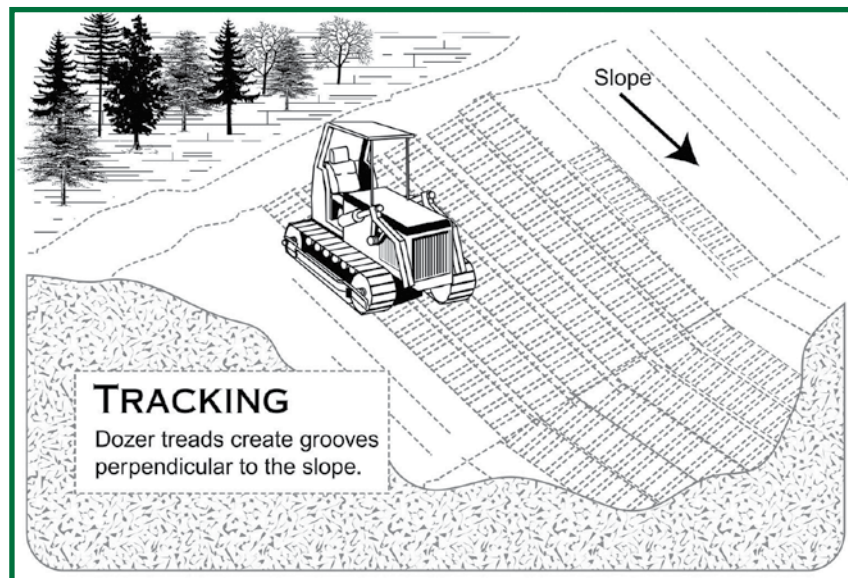 Slope
TRACKING
Dozer treads create grooves
perpendicular to the slope.